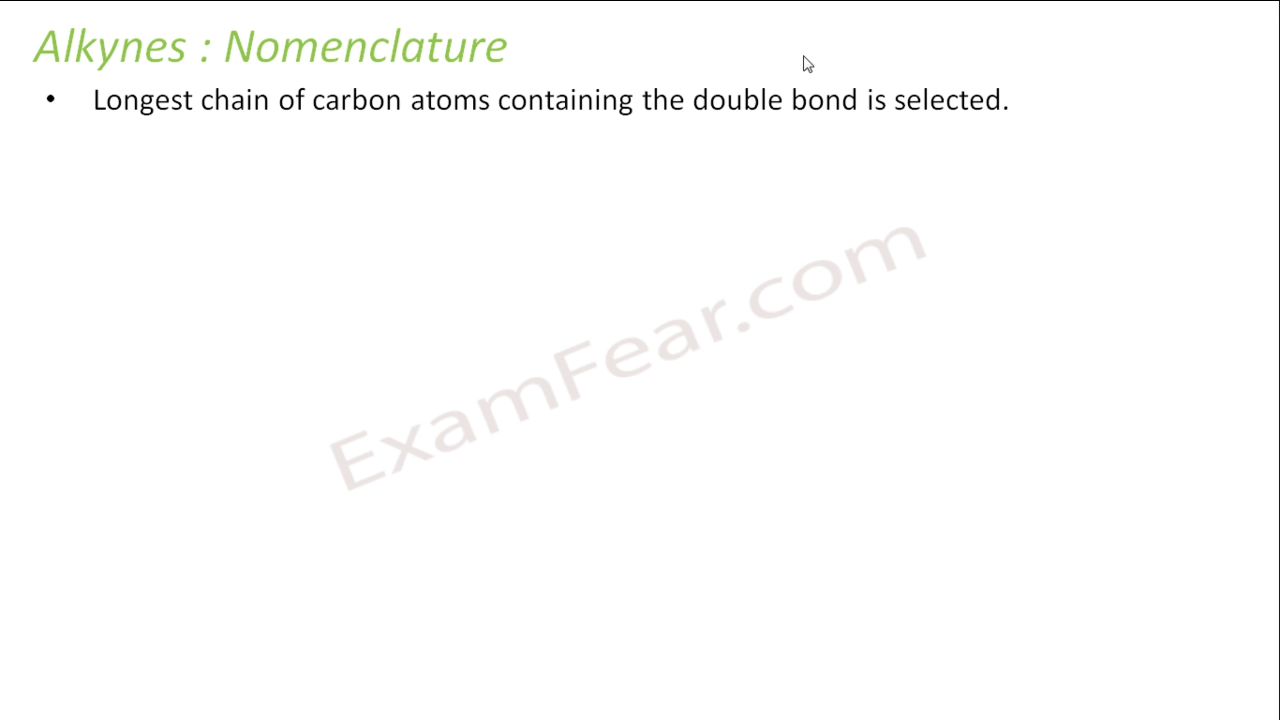 Alkynes : Nomenclature
• Longest chain of carbon atoms containing the double bond is selected.
ExamFear.com